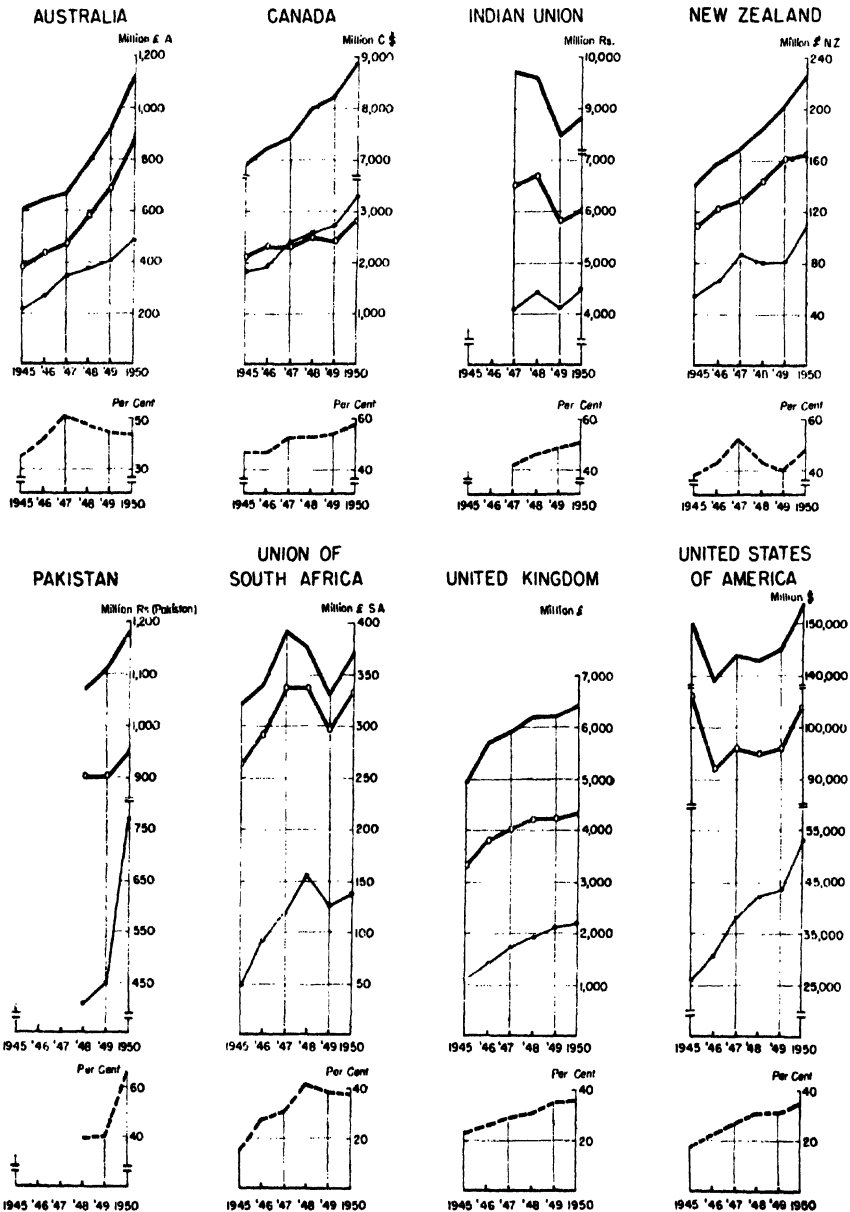 AUSTRALIA
Million £ A
1,200
1,000
800
600
400
200
1945 '46 '47 '48 '49 1950
Per Cent
50
30
1945 '46 '47 '48 '49 1950
CANADA
Million C $
9,000
8,000
7,000
3,000
2,000
1,000
1945 '46 '47 '48 '49 1950
Per Cent
60
40
1945 '46 '47 '48 '49 1950
INDIAN UNION
Million Rs.
10,000
9,000
7,000
6,000
5,000
4,000
1945 '46 '47 '48 '49 1950
Per Cent
60
40
1945 '46 '47 '48 '49 1950
NEW ZEALAND
Million £ NZ
240
200
160
120
80
40
1945 '46 '47 '48 '49 1950
Per Cent
60
40
1945 '46 '47 '48 '49 1950
PAKISTAN
Million Rs (Pakistan)
1,200
1,100
1,000
900
750
650
550
450
1945 '46 '47 '48 '49 1950
Per Cent
60
40
1945 '46 '47 '48 '49 1950
UNION OF
SOUTH AFRICA
Million £ SA
400
350
300
250
200
150
100
50
1945 '46 '47 '48 '49 1950
Per Cent
40
20
1945 '46 '47 '48 '49 1950
UNITED KINGDOM
Million £
7,000
6,000
5,000
4,000
3,000
2,000
1,000
1945 '46 '47 '48 '49 1950
Per Cent
40
20
1945 '46 '47 '48 '49 1950
UNITED STATES
OF AMERICA
Million $
150,000
140,000
100,000
90,000
55,000
45,000
35,000
25,000
1945 '46 '47 '48 '49 1950
Per Cent
40
20
1945 '46 '47 '48 '49 1950